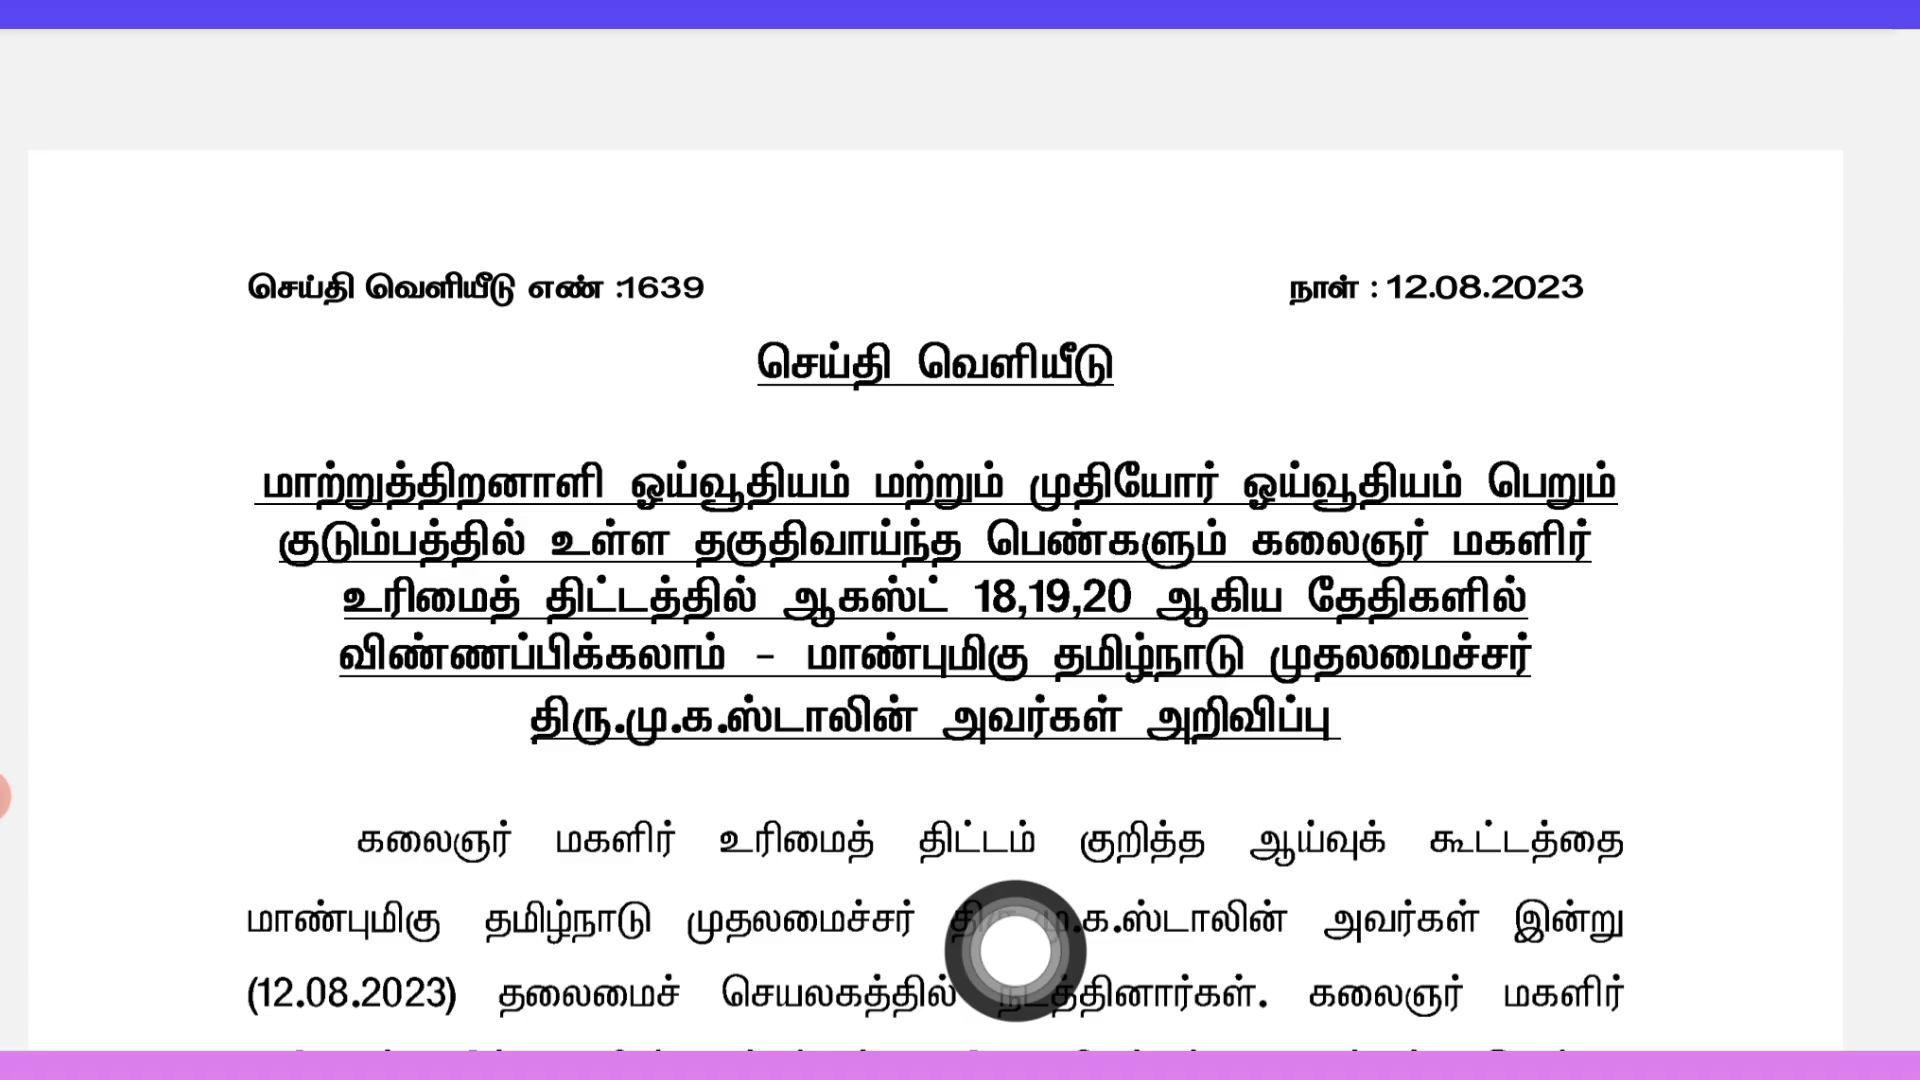 செய்தி வெளியீடு எண் :1639 நாள் : 12.08.2023
செய்தி வெளியீடு
மாற்றுத்திறனாளி ஓய்வூதியம் மற்றும் முதியோர் ஓய்வூதியம் பெறும்
குடும்பத்தில் உள்ள தகுதிவாய்ந்த பெண்களும் கலைஞர் மகளிர்
உரிமைத் திட்டத்தில் ஆகஸ்ட் 18,19,20 ஆகிய தேதிகளில்
விண்ணப்பிக்கலாம் – மாண்புமிகு தமிழ்நாடு முதலமைச்சர்
திரு.மு.க.ஸ்டாலின் அவர்கள் அறிவிப்பு
கலைஞர் மகளிர் உரிமைத் திட்டம் குறித்த ஆய்வுக் கூட்டத்தை
மாண்புமிகு தமிழ்நாடு முதலமைச்சர் திரு.மு.க.ஸ்டாலின் அவர்கள் இன்று
(12.08.2023) தலைமைச் செயலகத்தில் நடத்தினார்கள். கலைஞர் மகளிர்